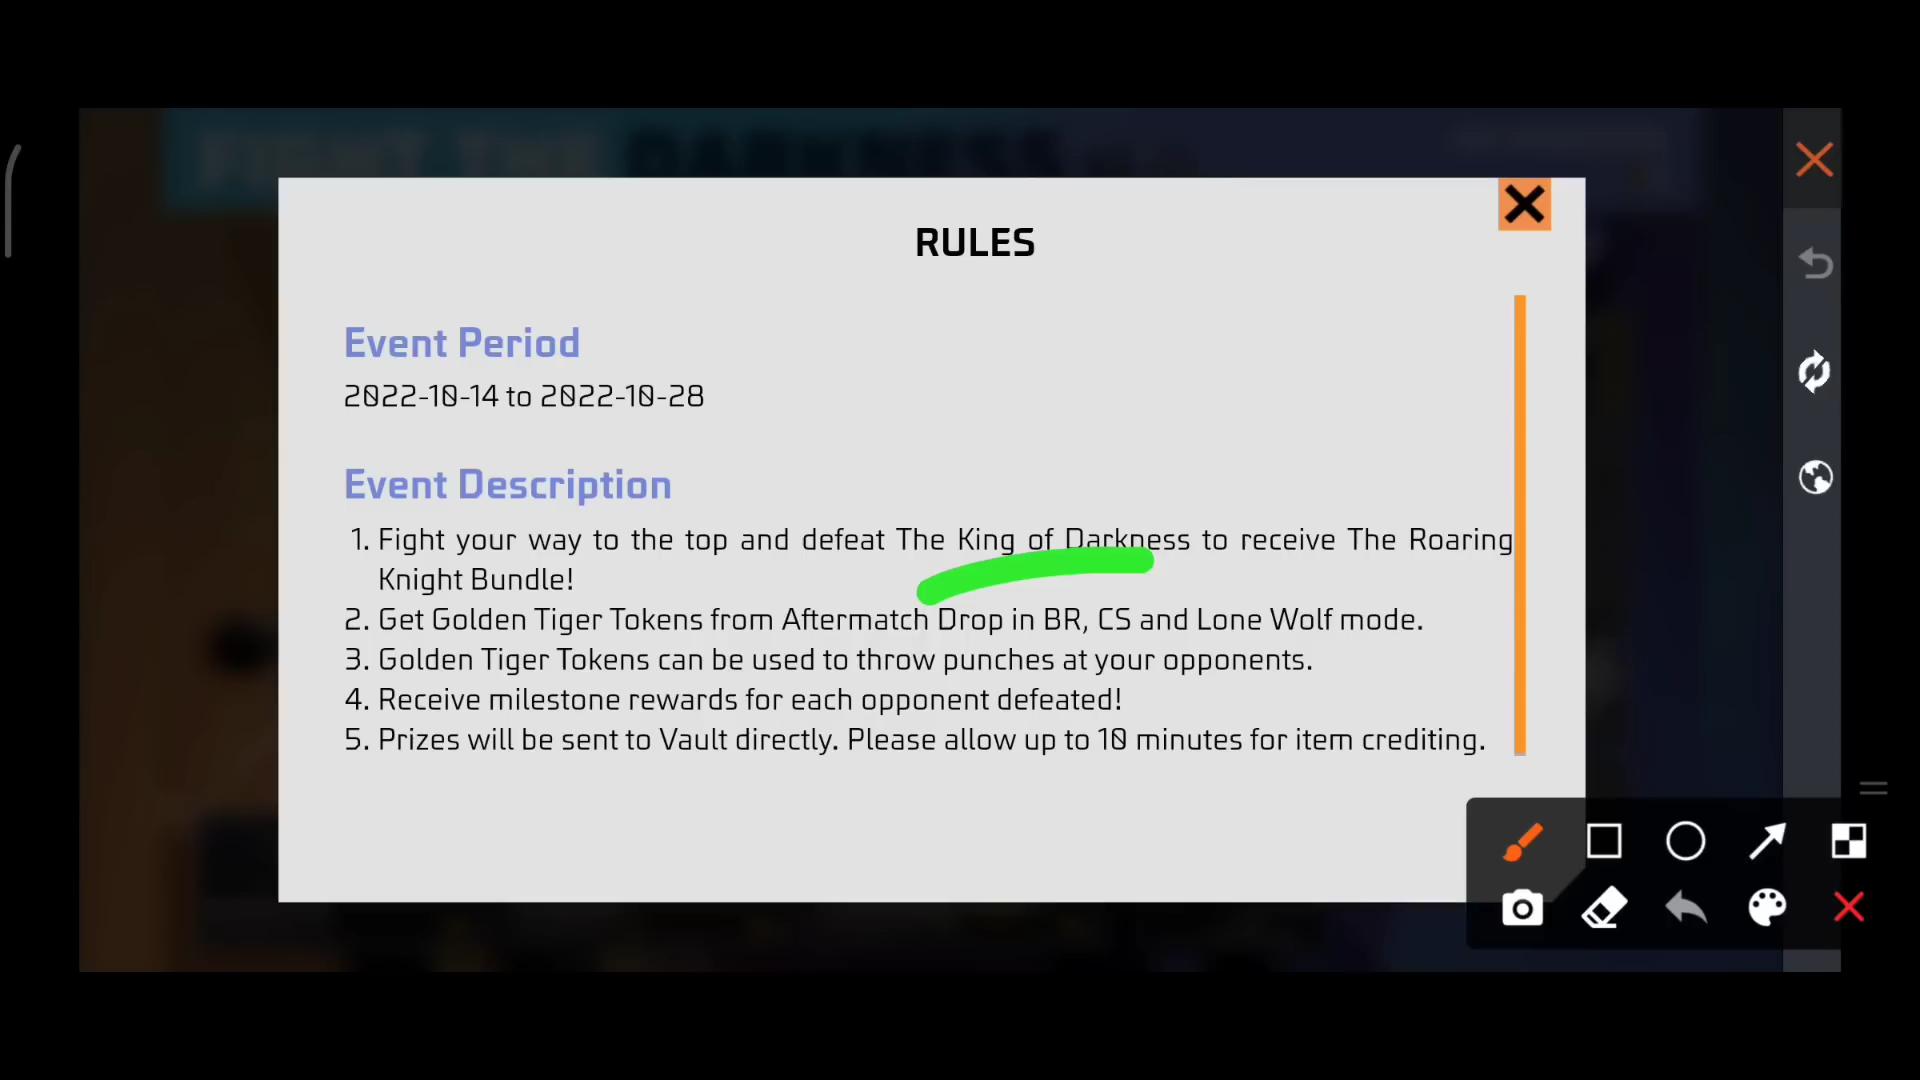 FIGHT THE DARKNESS
RULES
Event Period
2022-10-14 to 2022-10-28
Event Description
1. Fight your way to the top and defeat The King of Darkness to receive The Roaring
Knight Bundle!
2. Get Golden Tiger Tokens from Aftermatch Drop in BR, CS and Lone Wolf mode.
3. Golden Tiger Tokens can be used to throw punches at your opponents.
4. Receive milestone rewards for each opponent defeated!
5. Prizes will be sent to Vault directly. Please allow up to 10 minutes for item crediting.